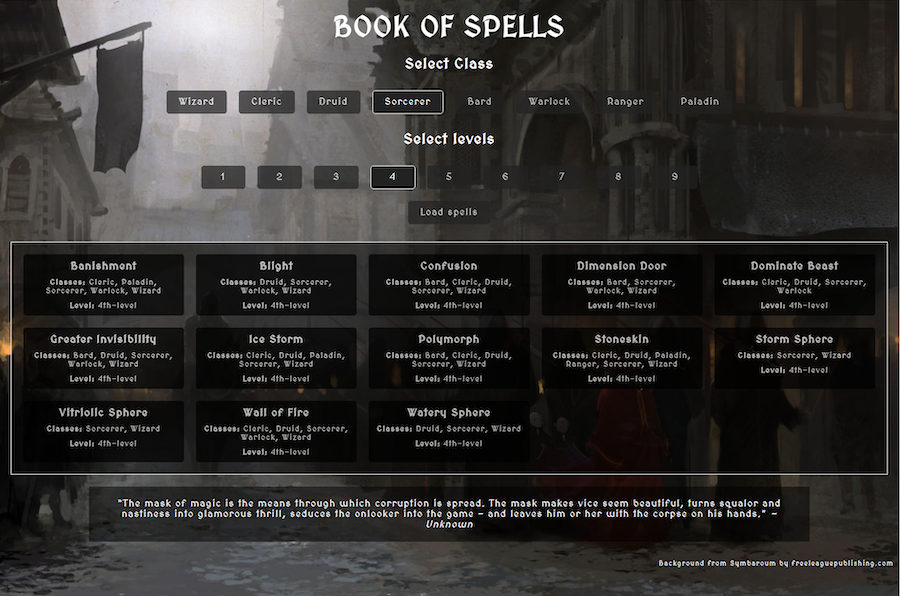 BOOK OF SPELLS
Select Class
Wizard Cleric Druid Sorcerer Bard Warlock Ranger Paladin
Select levels
1 2 3 4 5 6 7 8 9
Load spells
Banishment
Classes: Cleric, Paladin,
Sorcerer, Warlock, Wizard
Level: 4th-level
Blight
Classes: Druid, Sorcerer,
Warlock, Wizard
Level: 4th-level
Confusion
Classes: Bard, Cleric, Druid,
Sorcerer, Wizard
Level: 4th-level
Dimension Door
Classes: Bard, Sorcerer,
Warlock, Wizard
Level: 4th-level
Dominate Beast
Classes: Cleric, Druid, Sorcerer,
Warlock
Level: 4th-level
Greater Invisibility
Classes: Bard, Druid, Sorcerer,
Warlock, Wizard
Level: 4th-level
Ice Storm
Classes: Cleric, Druid, Paladin,
Sorcerer, Wizard
Level: 4th-level
Polymorph
Classes: Bard, Cleric, Druid,
Sorcerer, Wizard
Level: 4th-level
Stoneskin
Classes: Cleric, Druid, Paladin,
Ranger, Sorcerer, Wizard
Level: 4th-level
Storm Sphere
Classes: Sorcerer, Wizard
Level: 4th-level
Vitriolic Sphere
Classes: Sorcerer, Wizard
Level: 4th-level
Wall of Fire
Classes: Cleric, Druid, Sorcerer,
Warlock, Wizard
Level: 4th-level
Watery Sphere
Classes: Druid, Sorcerer, Wizard
Level: 4th-level
"The mask of magic is the means through which corruption is spread. The mask makes vice seem beautiful, turns squalor and
nastiness into glamorous thrill, seduces the onlooker into the game - and leaves him or her with the corpse on his hands." -
Unknown
Background from Symbaroum by freeleaguepublishing.com